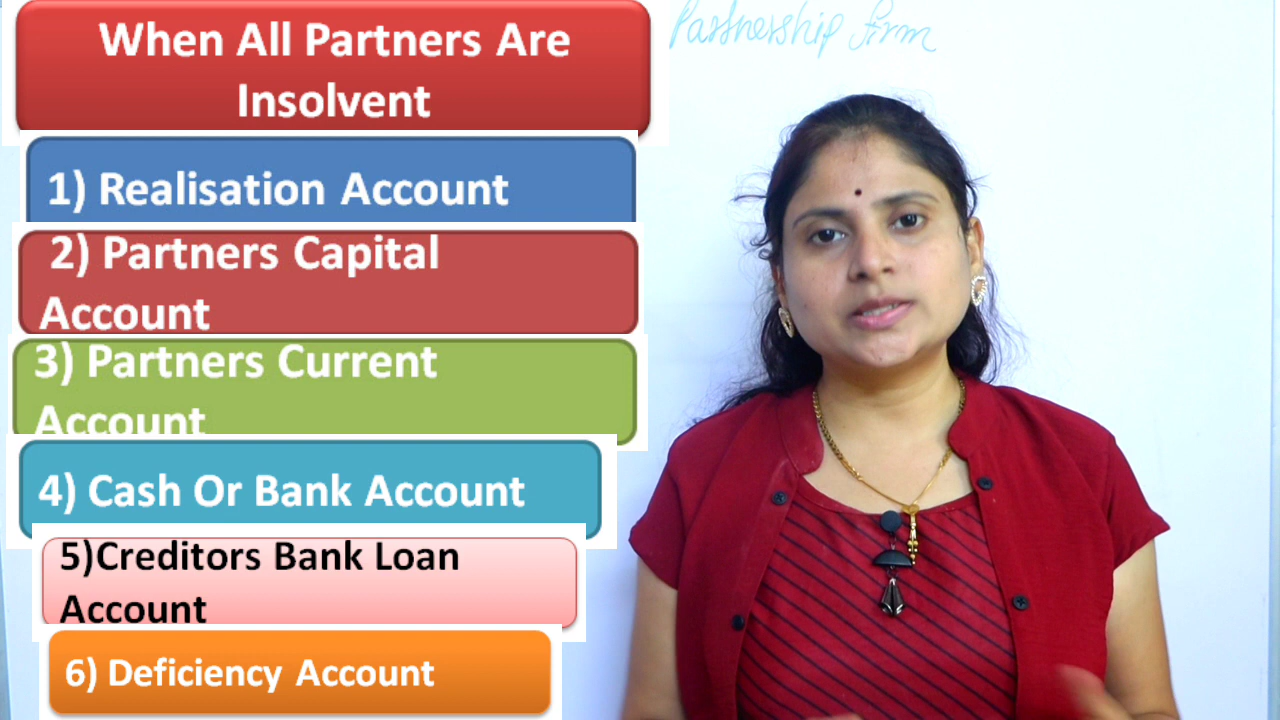 When All Partners Are
Insolvent
1) Realisation Account
2) Partners Capital
Account
3) Partners Current
Account
4) Cash Or Bank Account
5)Creditors Bank Loan
Account
6) Deficiency Account
Partnership Firm